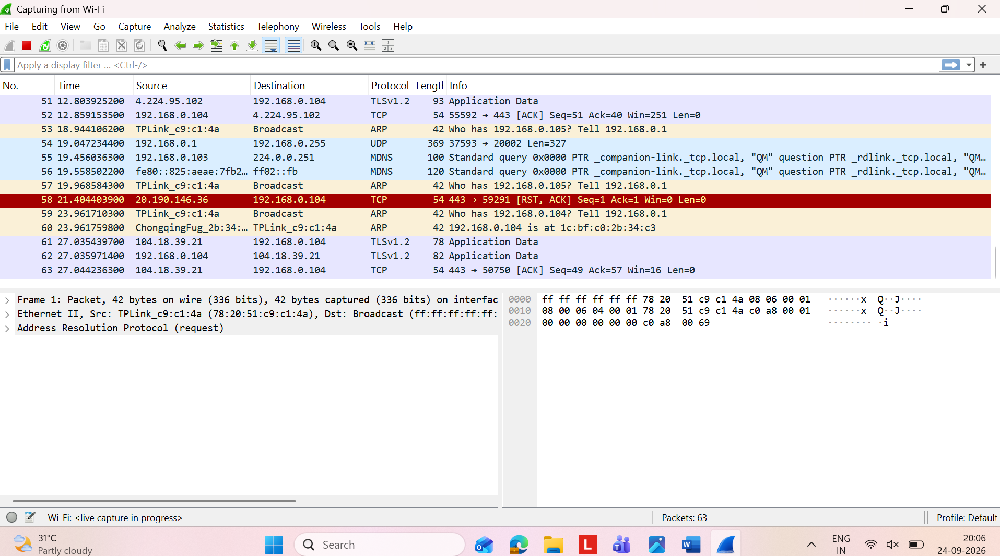 Capturing from Wi-Fi
File Edit View Go Capture Analyze Statistics Telephony Wireless Tools Help
Apply a display filter ... <Ctrl-/>
No. Time Source Destination Protocol Length Info
51 12.803925200 4.224.95.102 192.168.0.104 TLSv1.2 93 Application Data
52 12.859153500 192.168.0.104 4.224.95.102 TCP 54 55592 → 443 [ACK] Seq=51 Ack=40 Win=251 Len=0
53 18.944106200 TPLink_c9:c1:4a Broadcast ARP 42 Who has 192.168.0.105? Tell 192.168.0.1
54 19.047234400 192.168.0.1 192.168.0.255 UDP 369 37593 → 20002 Len=327
55 19.456036300 192.168.0.103 224.0.0.251 MDNS 100 Standard query 0x0000 PTR _companion-link._tcp.local, "QM" question PTR _rdlink._tcp.local, "QM…
56 19.558502200 fe80::825:aeae:7fb2… ff02::fb MDNS 120 Standard query 0x0000 PTR _companion-link._tcp.local, "QM" question PTR _rdlink._tcp.local, "QM…
57 19.968584300 TPLink_c9:c1:4a Broadcast ARP 42 Who has 192.168.0.105? Tell 192.168.0.1
58 21.404403900 20.190.146.36 192.168.0.104 TCP 54 443 → 59291 [RST, ACK] Seq=1 Ack=1 Win=0 Len=0
59 23.961710300 TPLink_c9:c1:4a Broadcast ARP 42 Who has 192.168.0.104? Tell 192.168.0.1
60 23.961759800 ChongqingFug_2b:34:… TPLink_c9:c1:4a ARP 42 192.168.0.104 is at 1c:bf:c0:2b:34:c3
61 27.035439700 104.18.39.21 192.168.0.104 TLSv1.2 78 Application Data
62 27.035971400 192.168.0.104 104.18.39.21 TLSv1.2 82 Application Data
63 27.044236300 104.18.39.21 192.168.0.104 TCP 54 443 → 50750 [ACK] Seq=49 Ack=57 Win=16 Len=0
Frame 1: Packet, 42 bytes on wire (336 bits), 42 bytes captured (336 bits) on interfac
Ethernet II, Src: TPLink_c9:c1:4a (78:20:51:c9:c1:4a), Dst: Broadcast (ff:ff:ff:ff:ff:
Address Resolution Protocol (request)
0000 ff ff ff ff ff ff 78 20 51 c9 c1 4a 08 06 00 01 ······x Q··J····
0010 08 00 06 04 00 01 78 20 51 c9 c1 4a c0 a8 00 01 ······x Q··J····
0020 00 00 00 00 00 00 c0 a8 00 69 ········ ·i
Wi-Fi: <live capture in progress> Packets: 63 Profile: Default
31°C
Partly cloudy
Search
ENG
IN
20:06
24-09-2026